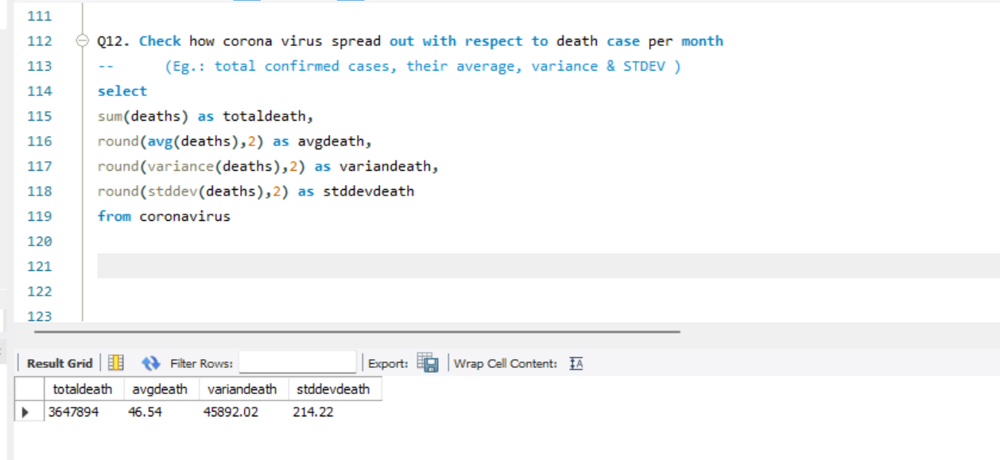 111
112 Q12. Check how corona virus spread out with respect to death case per month
113 -- (Eg.: total confirmed cases, their average, variance & STDEV )
114 select
115 sum(deaths) as totaldeath,
116 round(avg(deaths),2) as avgdeath,
117 round(variance(deaths),2) as variandeath,
118 round(stddev(deaths),2) as stddevdeath
119 from coronavirus
120
121
122
123
Result Grid Filter Rows: Export: Wrap Cell Content: IA
totaldeath avgdeath variandeath stddevdeath
3647894 46.54 45892.02 214.22